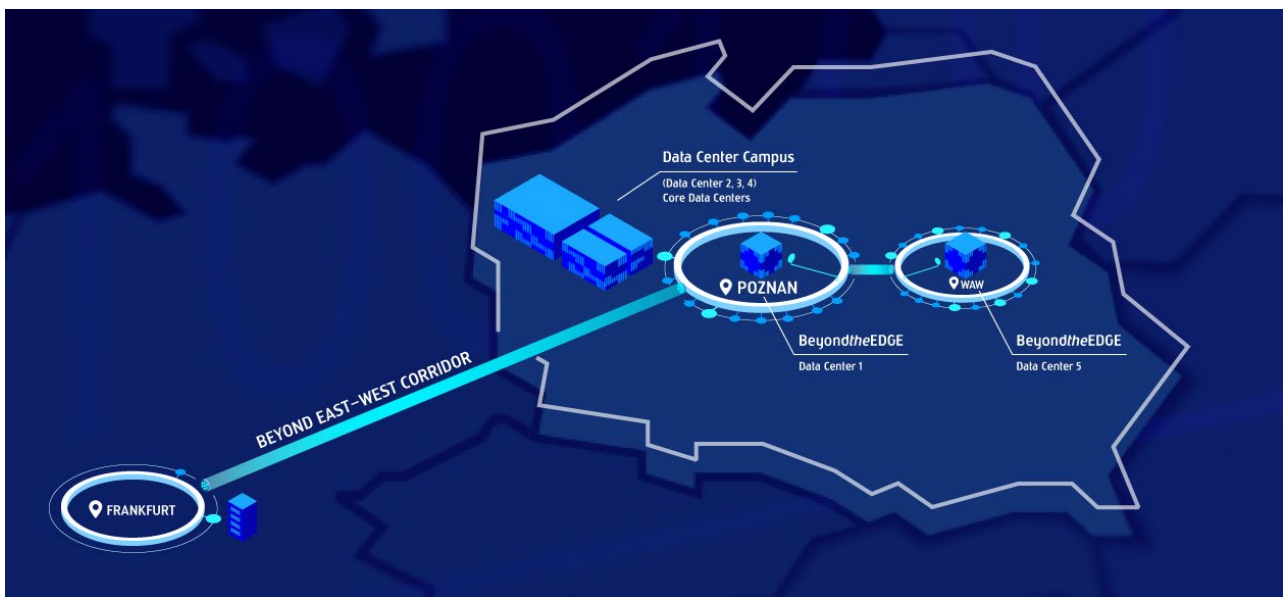 Data Center Campus
(Data Center 2, 3, 4)
Core Data Centers
POZNAN
WAW
BeyondtheEDGE
Data Center 1
BeyondtheEDGE
Data Center 5
BEYOND EAST-WEST CORRIDOR
FRANKFURT